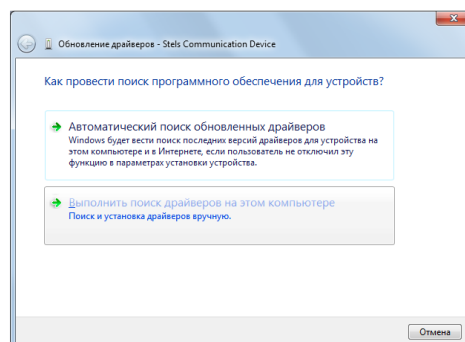 Обновление драйверов - Stels Communication Device
Как провести поиск программного обеспечения для устройств?
Автоматический поиск обновленных драйверов
Windows будет вести поиск последних версий драйверов для устройства на
этом компьютере и в Интернете, если пользователь не отключил эту
функцию в параметрах установки устройства.
Выполнить поиск драйверов на этом компьютере
Поиск и установка драйверов вручную.
Отмена